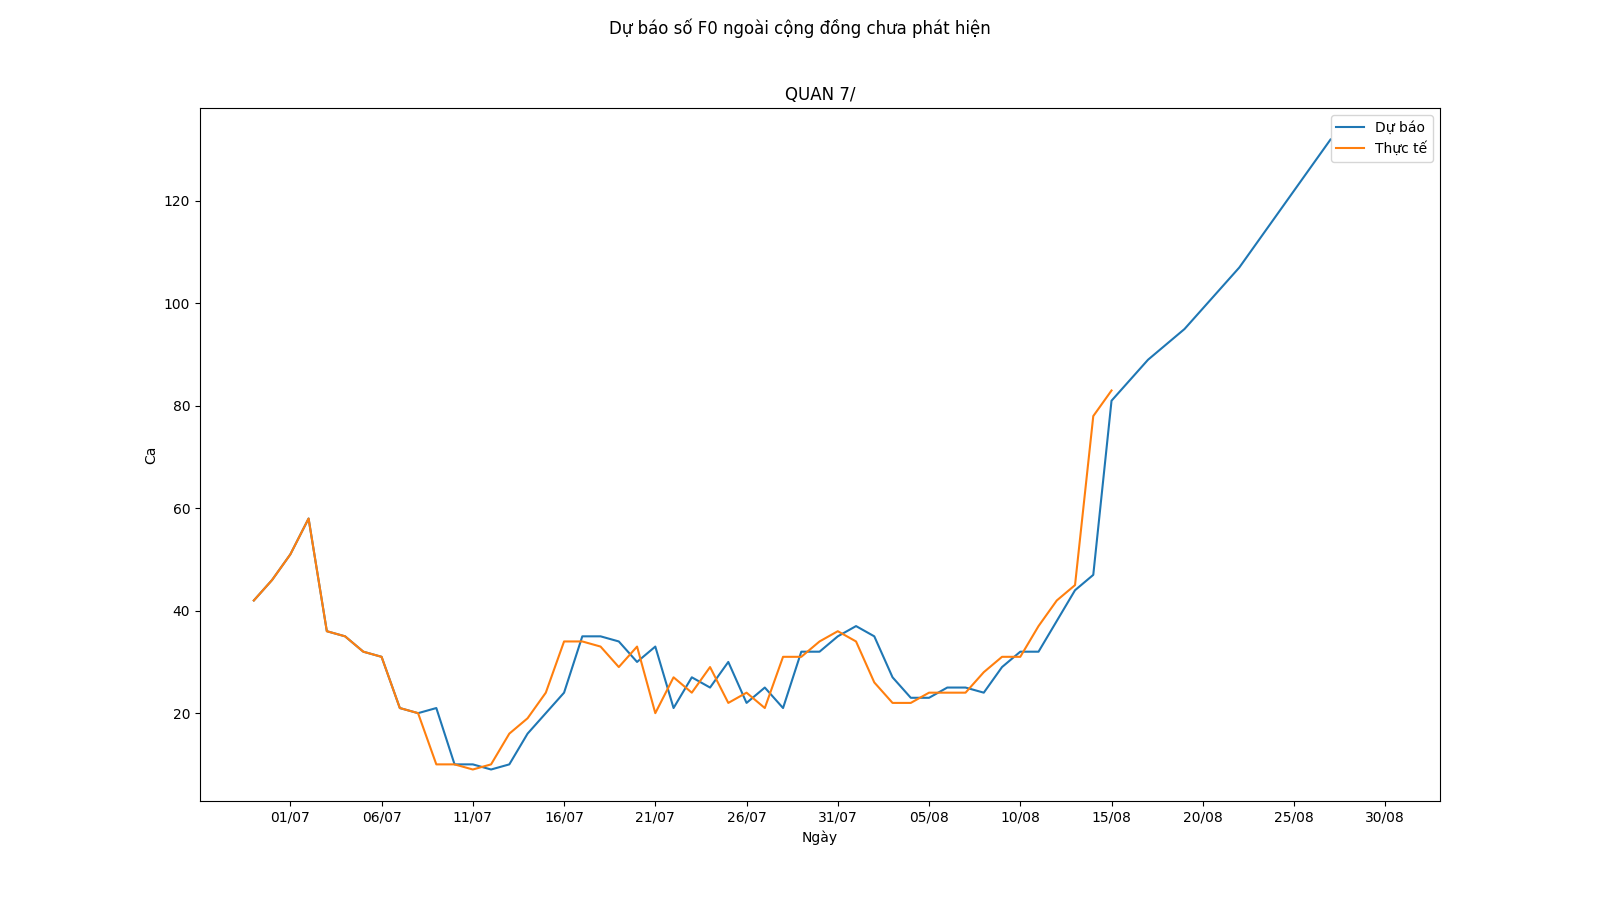 Dự báo số F0 ngoài cộng đồng chưa phát hiện
QUAN 7/
Dự báo
Thực tế
120
100
80
60
40
20
Ca
01/07 06/07 11/07 16/07 21/07 26/07 31/07 05/08 10/08 15/08 20/08 25/08 30/08
Ngày